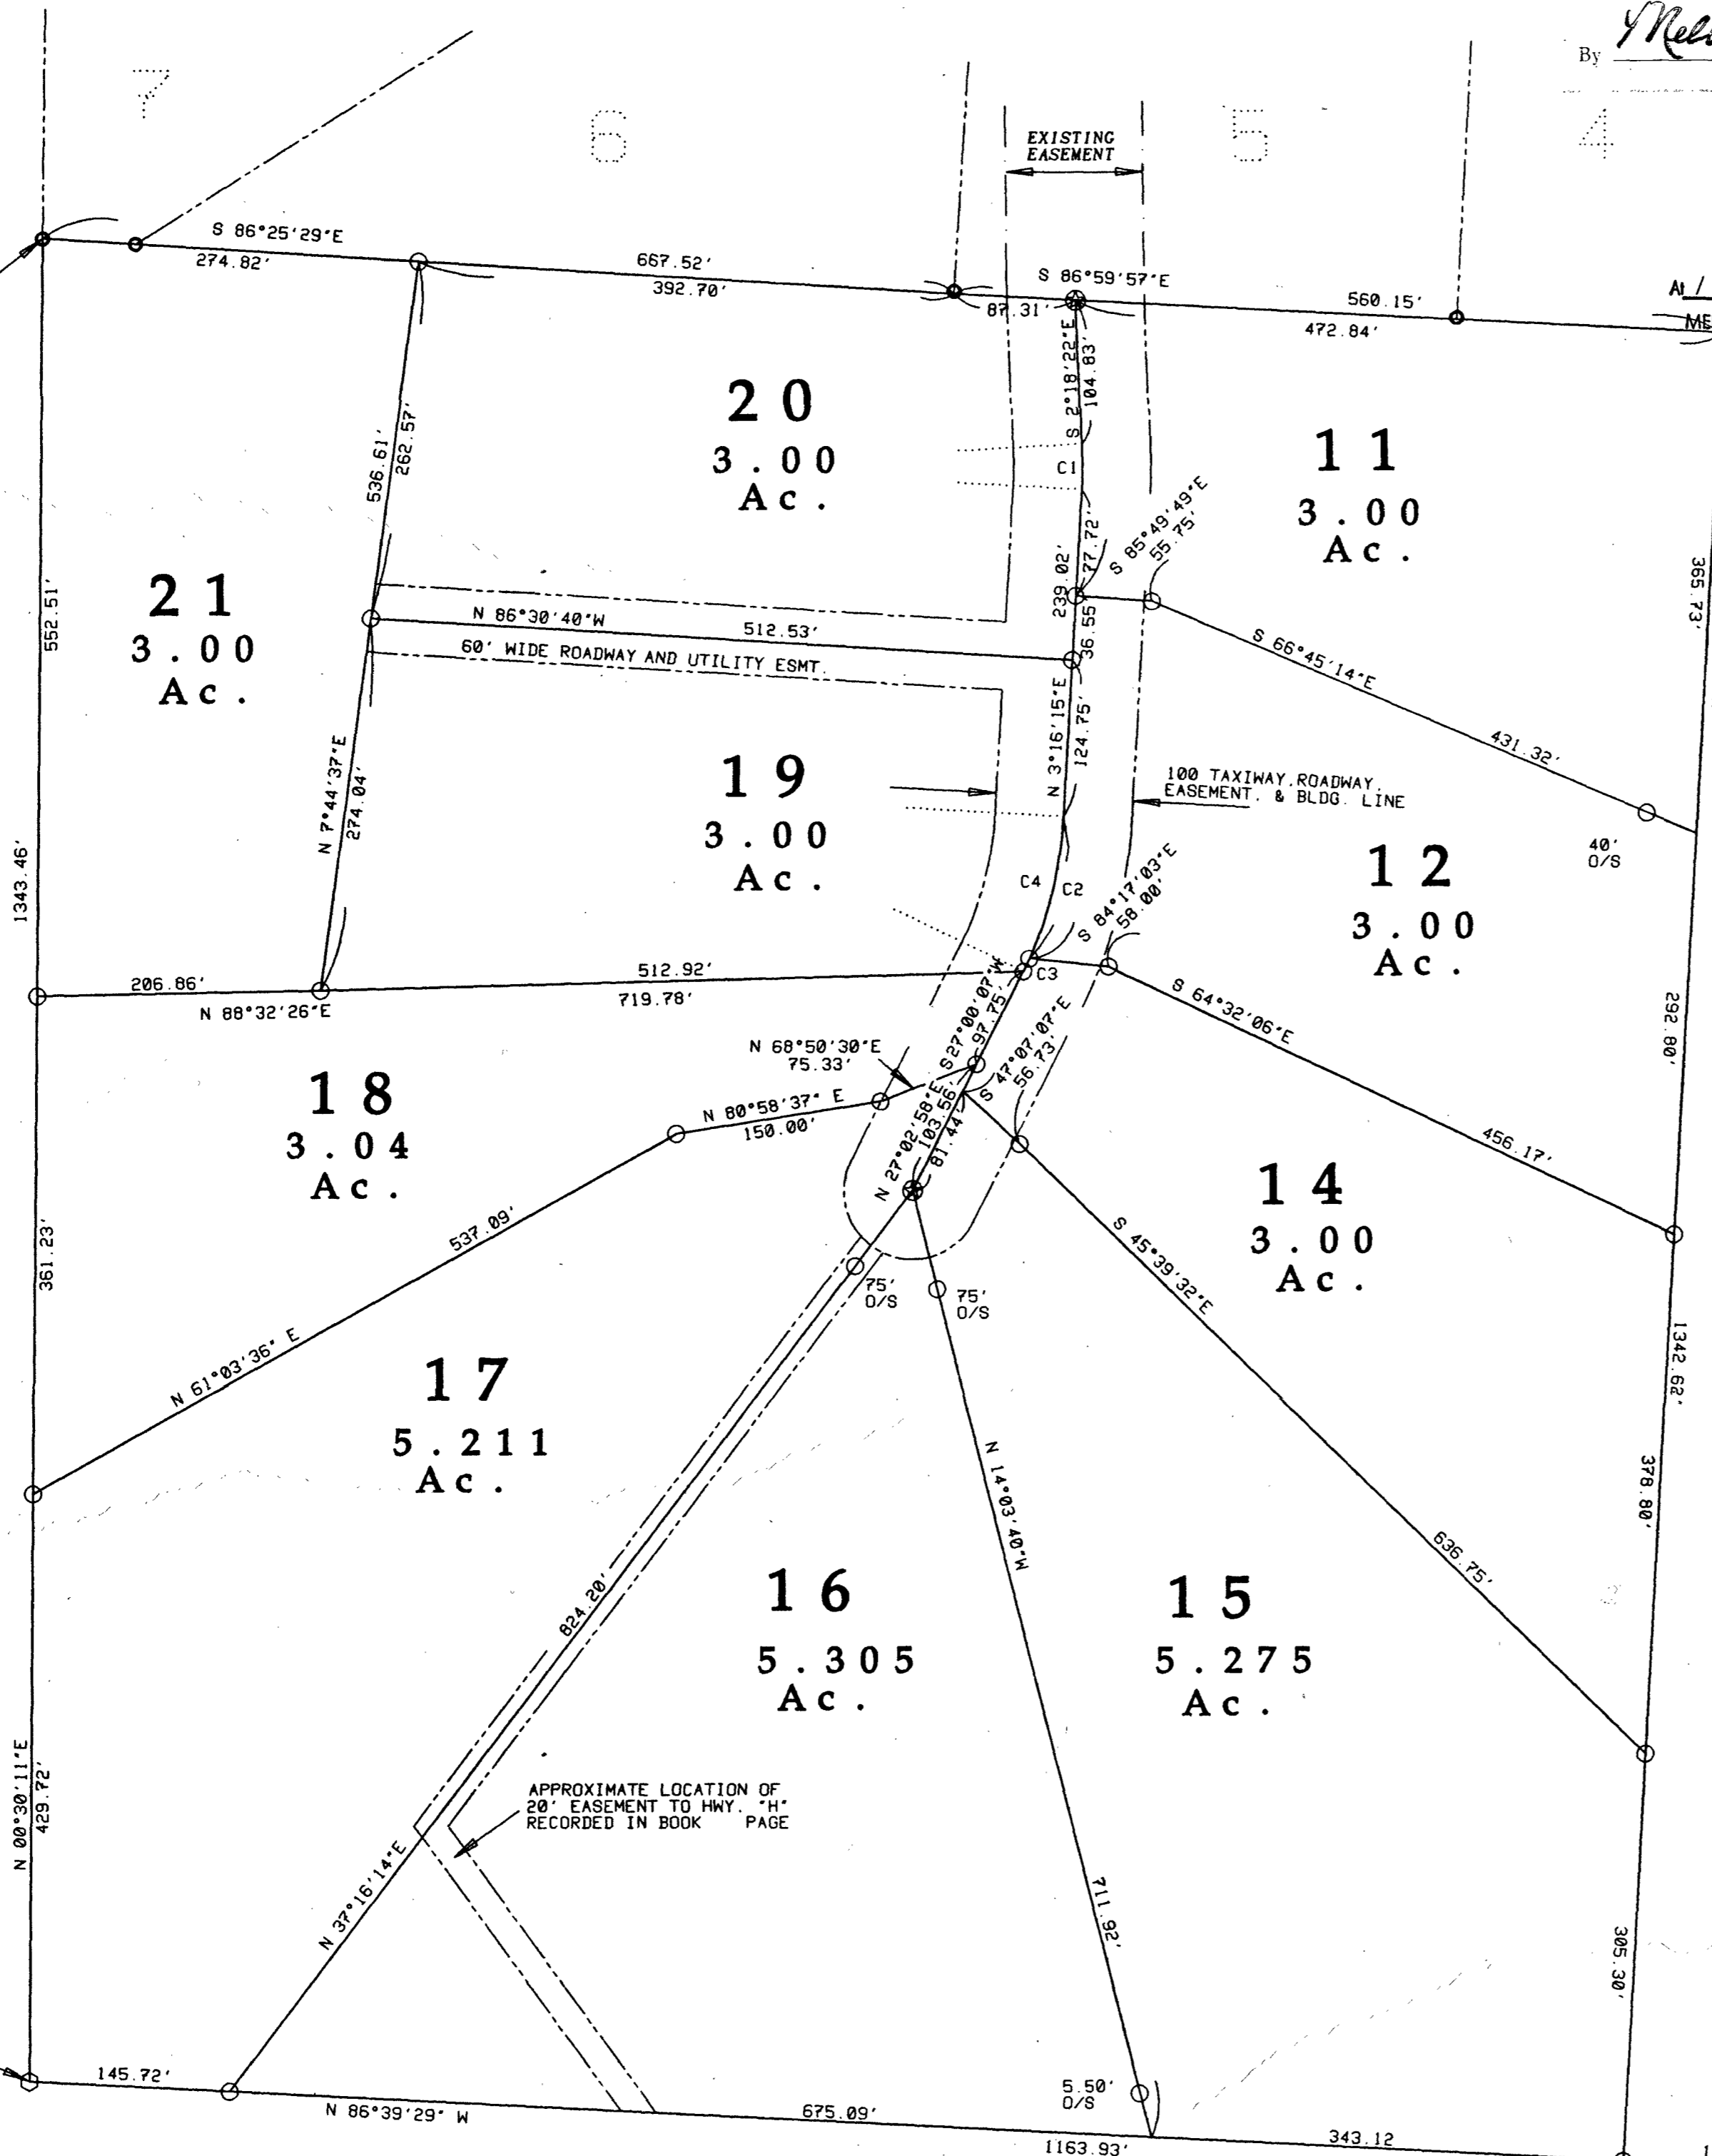 By
7
6
5
4
EXISTING
EASEMENT
S 86°25'29"E
274.82'
667.52'
392.70'
S 86°59'57"E
87.31'
560.15'
472.84'
ME
S 2°18'22"E
104.83'
20
3.00
Ac.
11
3.00
Ac.
C1
536.61'
262.57'
77.72'
239.02'
S 85°49'49"E
55.75'
21
3.00
Ac.
552.51'
365.73'
N 86°30'40"W
512.53'
36.55'
60' WIDE ROADWAY AND UTILITY ESMT.
S 66°45'14"E
431.32'
N 3°16'15"E
124.75'
N 7°44'37"E
274.04'
19
3.00
Ac.
100 TAXIWAY,ROADWAY,
EASEMENT, & BLDG. LINE
40'
O/S
12
3.00
Ac.
1343.46'
C4
C2
S 84°17'03"E
58.00'
C3
206.86'
N 88°32'26"E
512.92'
719.78'
S 27°00'07"W
97.75'
S 64°32'06"E
456.17'
292.80'
N 68°50'30"E
75.33'
S 47°07'07"E
56.73'
18
3.04
Ac.
N 80°58'37" E
150.00'
N 27°02'58"E
103.56'
81.44'
14
3.00
Ac.
537.09'
N 61°03'36" E
361.23'
75'
O/S
75'
O/S
S 45°39'32"E
636.75'
1342.62'
378.80'
17
5.211
Ac.
N 14°03'40"W
711.92'
824.20'
16
5.305
Ac.
15
5.275
Ac.
N 00°30'11"E
429.72'
APPROXIMATE LOCATION OF
20' EASEMENT TO HWY. "H"
RECORDED IN BOOK PAGE
N 37°16'14"E
305.30'
145.72'
N 86°39'29" W
675.09'
5.50'
O/S
1163.93'
343.12